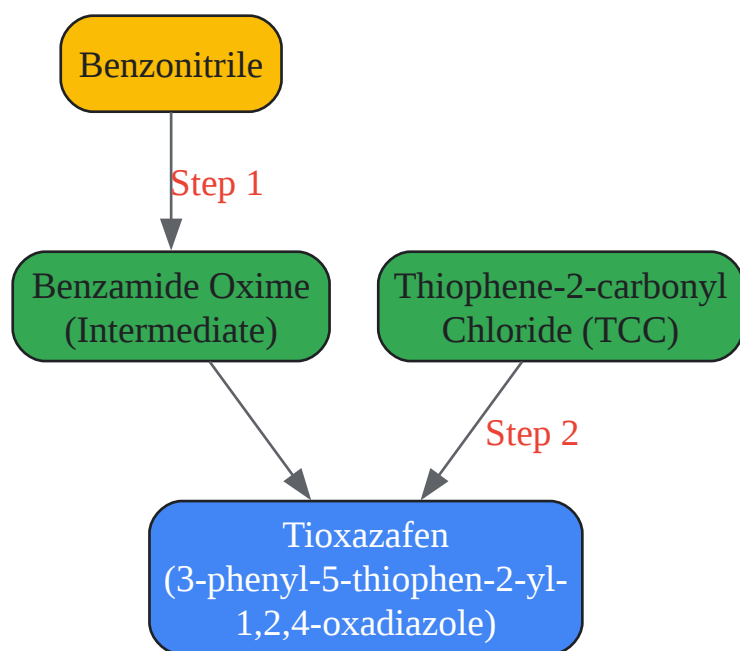 Benzonitrile
Step 1
Benzamide Oxime
(Intermediate)
Thiophene-2-carbonyl
Chloride (TCC)
Step 2
Tioxazafen
(3-phenyl-5-thiophen-2-yl-
1,2,4-oxadiazole)